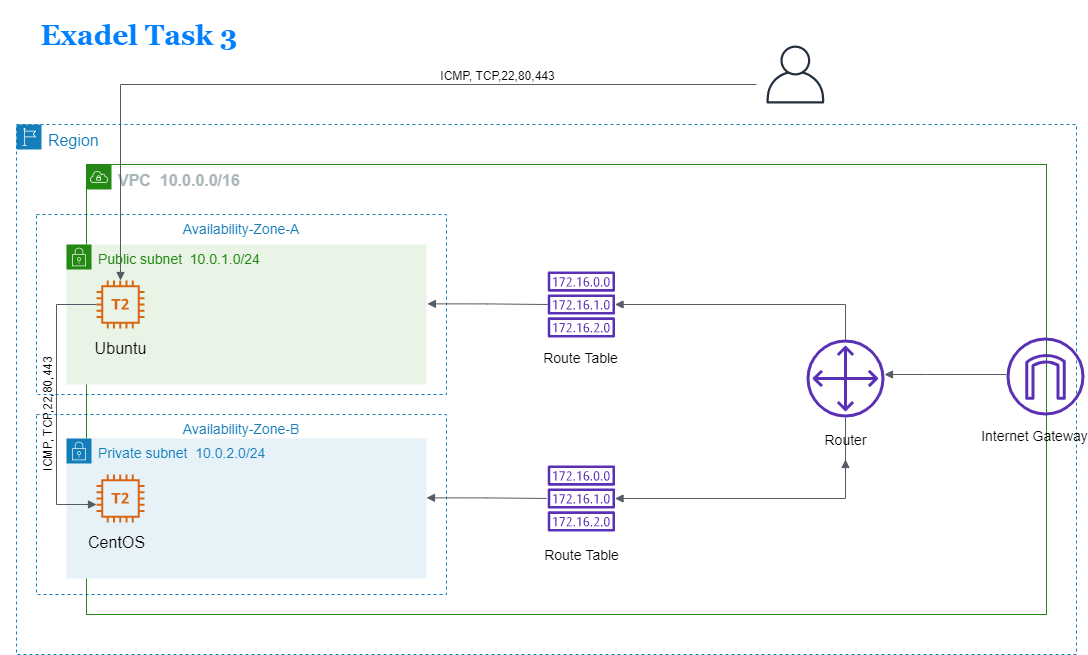 Exadel Task 3
ICMP, TCP,22,80,443
Region
VPC 10.0.0.0/16
Availability-Zone-A
Public subnet 10.0.1.0/24
T2
Ubuntu
172.16.0.0
172.16.1.0
172.16.2.0
Route Table
Router
Internet Gateway
ICMP, TCP,22,80,443
Availability-Zone-B
Private subnet 10.0.2.0/24
T2
CentOS
172.16.0.0
172.16.1.0
172.16.2.0
Route Table